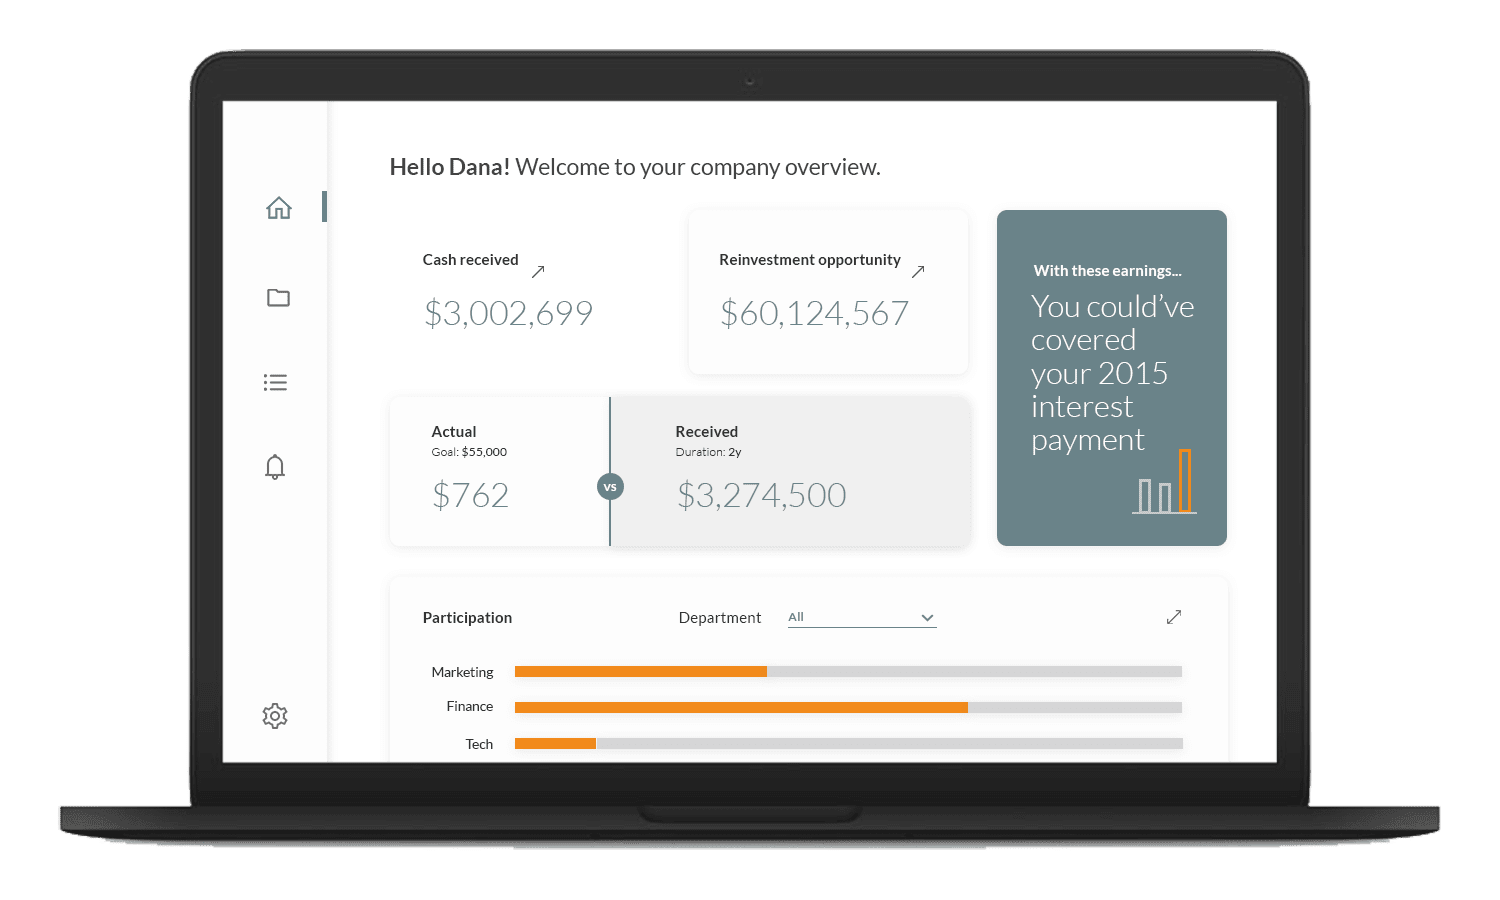 Hello Dana! Welcome to your company overview.
Cash received
$3,002,699
Reinvestment opportunity
$60,124,567
With these earnings...
You could've
covered
your 2015
interest
payment
Actual
Goal: $55,000
$762
vs
Received
Duration: 2y
$3,274,500
Participation
Department
All
Marketing
Finance
Tech